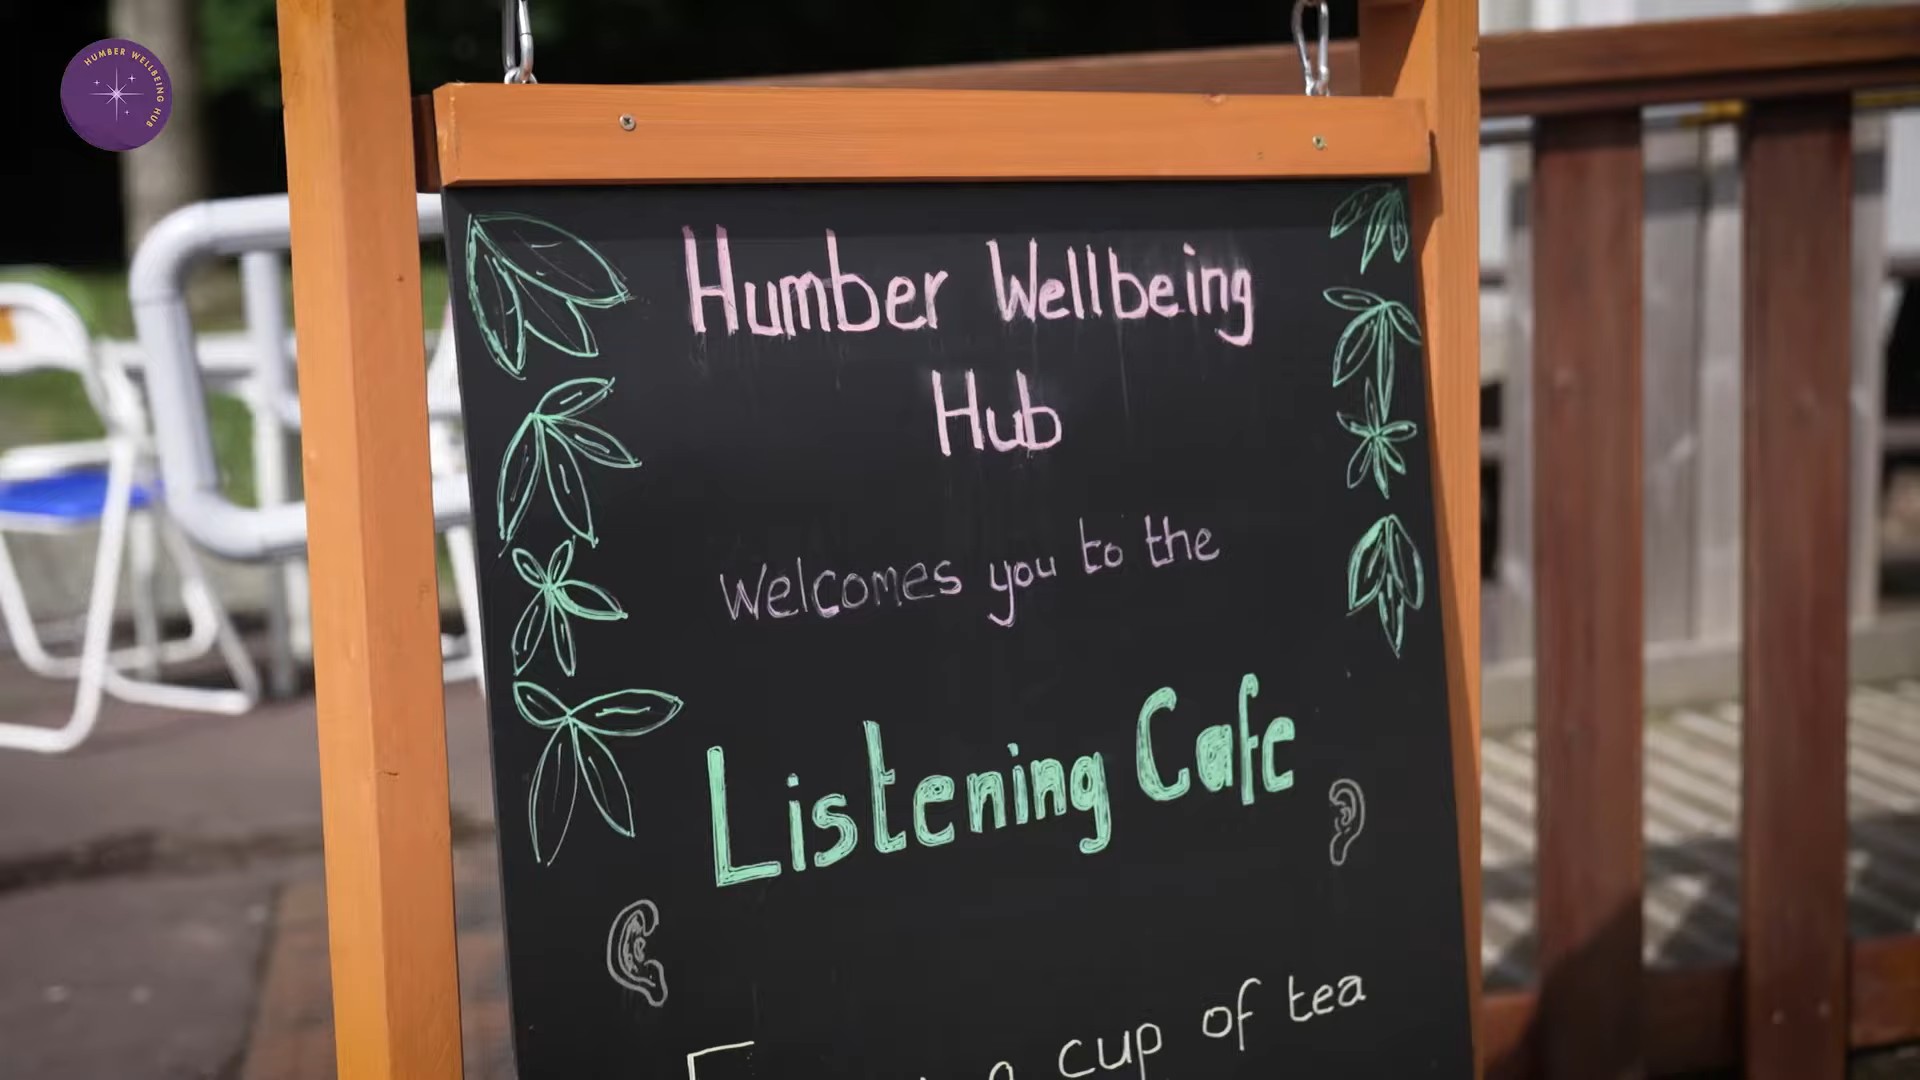 HUMBER WELLBEING HUB
Humber Wellbeing
Hub
Welcomes you to the
Listening Cafe
cup of tea